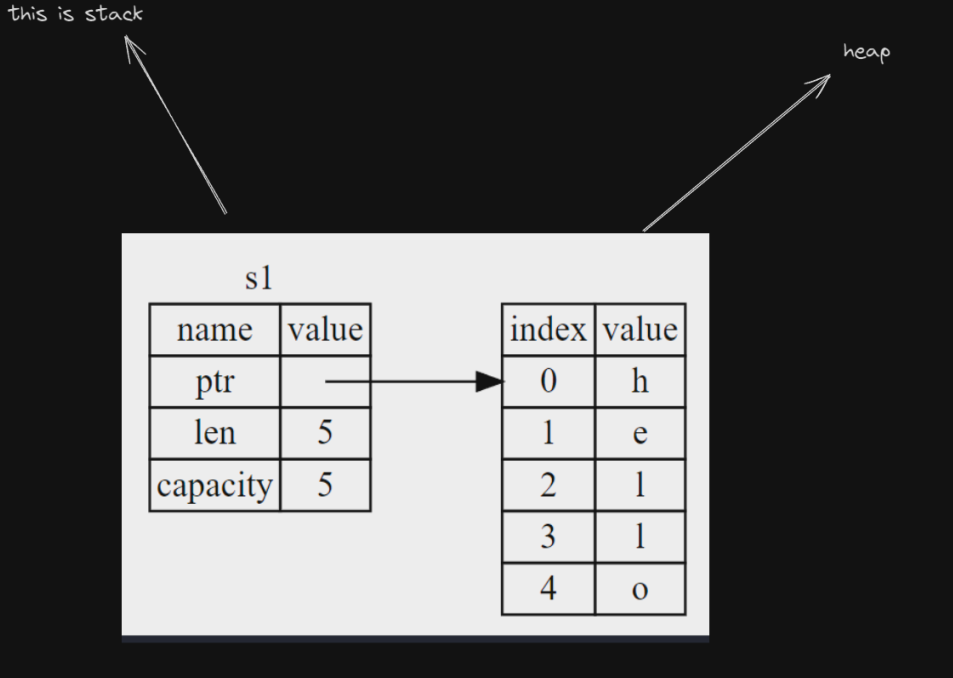 this is stack
heap
s1
name value
ptr
len 5
capacity 5
index value
0 h
1 e
2 l
3 l
4 o